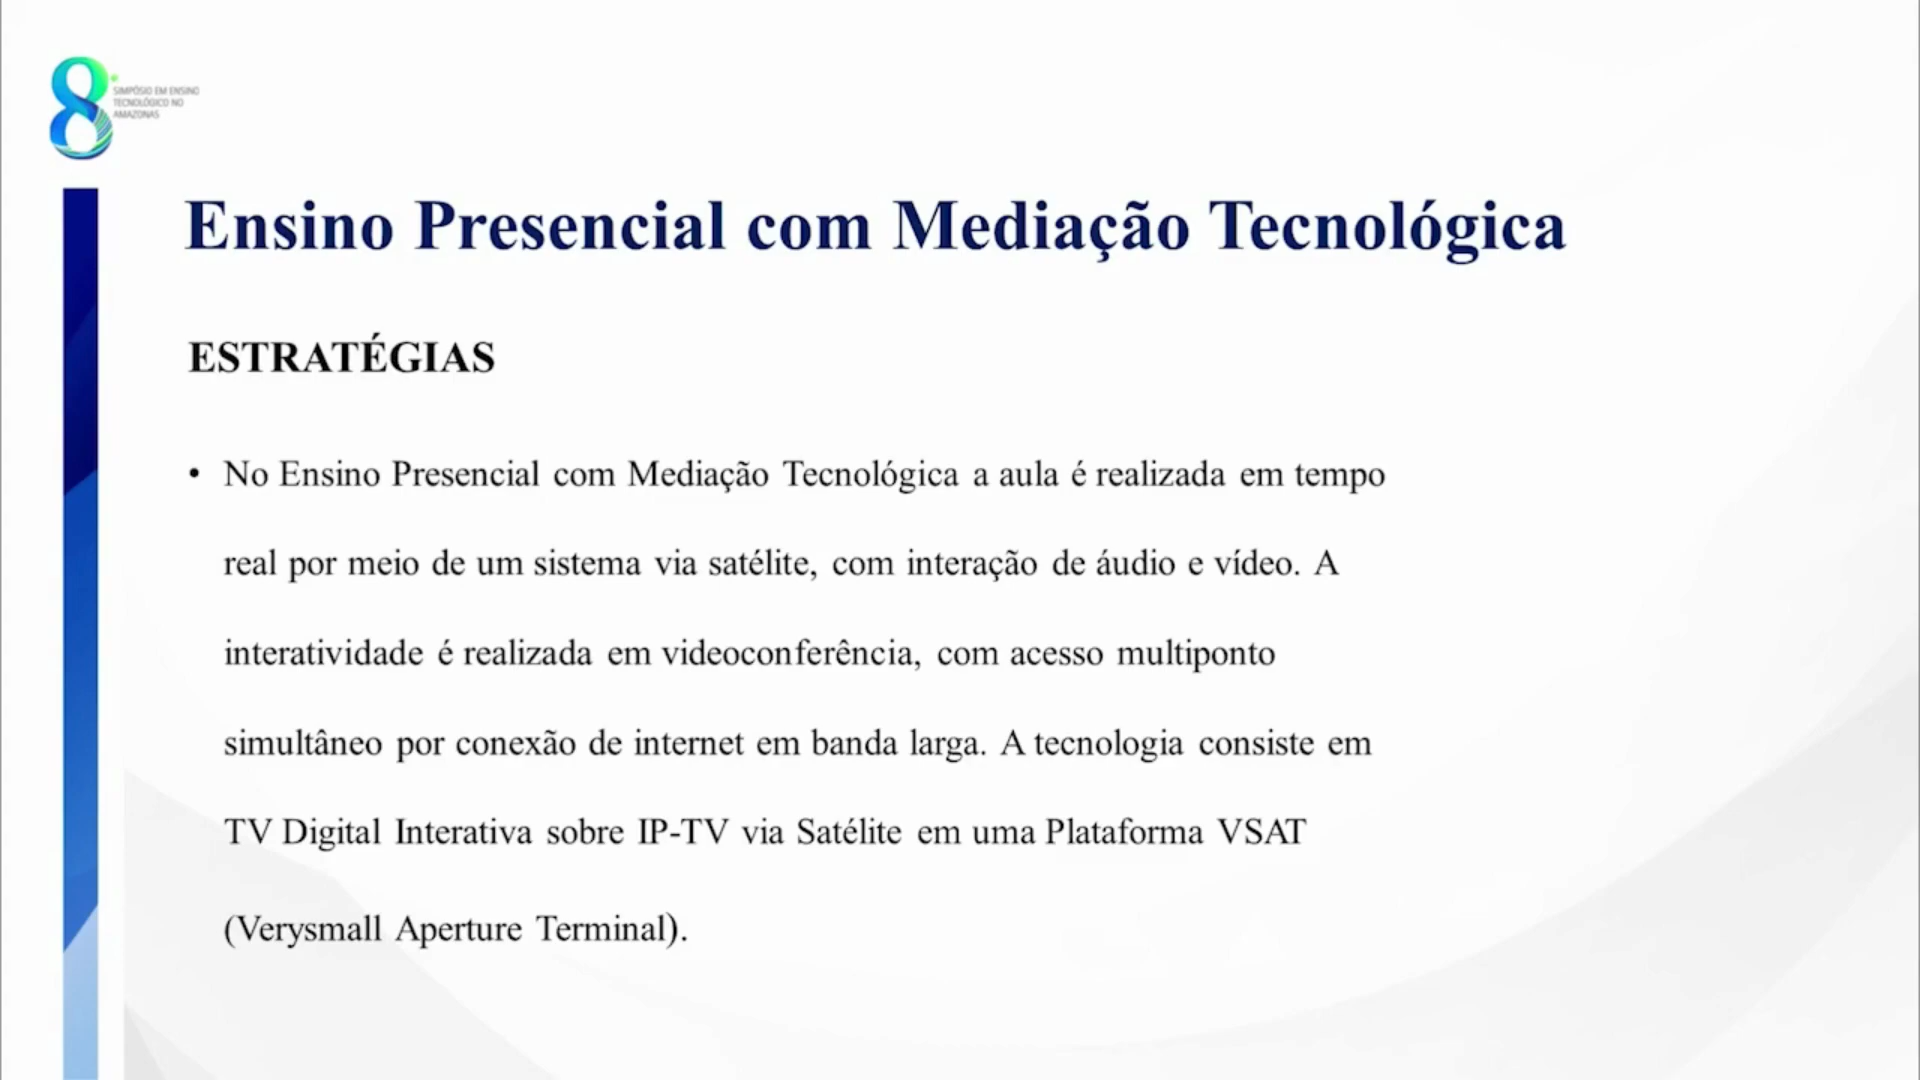 8º
SIMPÓSIO EM ENSINO
TECNOLÓGICO NO
AMAZONAS
Ensino Presencial com Mediação Tecnológica
ESTRATÉGIAS
• No Ensino Presencial com Mediação Tecnológica a aula é realizada em tempo
real por meio de um sistema via satélite, com interação de áudio e vídeo. A
interatividade é realizada em videoconferência, com acesso multiponto
simultâneo por conexão de internet em banda larga. A tecnologia consiste em
TV Digital Interativa sobre IP-TV via Satélite em uma Plataforma VSAT
(Verysmall Aperture Terminal).